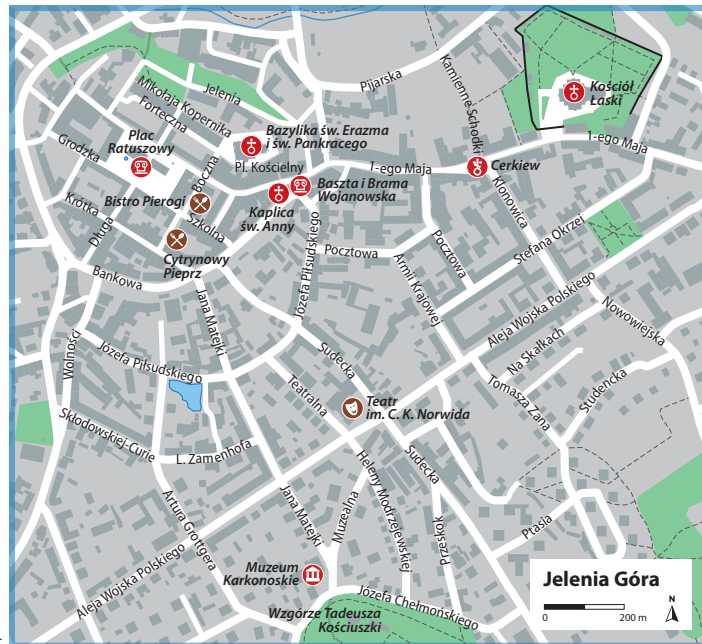 Pijarska
Kamienne Schodki
Kościół
Łaski
Jelenia
Mikołaja Kopernika
Forteczna
Bazylika św. Erazma
i św. Pankracego
1-ego Maja
Plac
Ratuszowy
Grodzka
Boczna
Pl. Kościelny
1-ego Maja
Cerkiew
Baszta i Brama
Wojanowska
Bistro Pierogi
Kaplica
św. Anny
Klonowica
Krótka
Długa
Szkolna
Cytrynowy
Pieprz
Józefa Piłsudskiego
Pocztowa
Pocztowa
Stefana Okrzei
Armii Krajowej
Bankowa
Jana Matejki
Aleja Wojska Polskiego
Nowowiejska
Wolności
Józefa Piłsudskiego
Sudecka
Na Skałkach
Teatralna
Tomasza Zana
Studencka
Teatr
im. C. K. Norwida
Skłodowskiej-Curie
L. Zamenhofa
Sudecka
Heleny Modrzejewskiej
Jana Matejki
Muzealna
Artura Grottgera
Przeskok
Ptasia
Aleja Wojska Polskiego
Muzeum
Karkonoskie
Józefa Chełmońskiego
Wzgórze Tadeusza
Kościuszki
Jelenia Góra
0 200 m
N